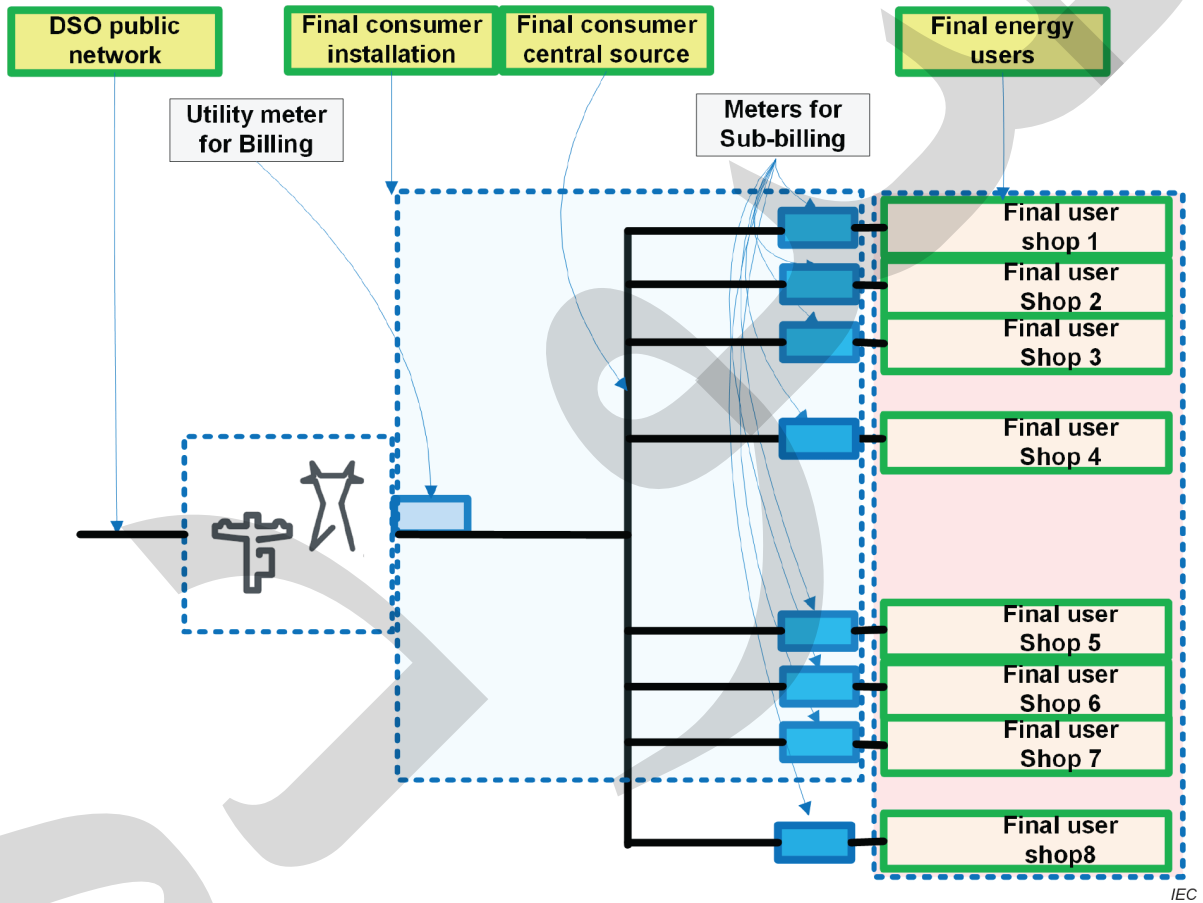 DSO public
network
Final consumer
installation
Final consumer
central source
Final energy
users
Utility meter
for Billing
Meters for
Sub-billing
Final user
shop 1
Final user
Shop 2
Final user
Shop 3
Final user
Shop 4
Final user
Shop 5
Final user
Shop 6
Final user
Shop 7
Final user
shop8
IEC